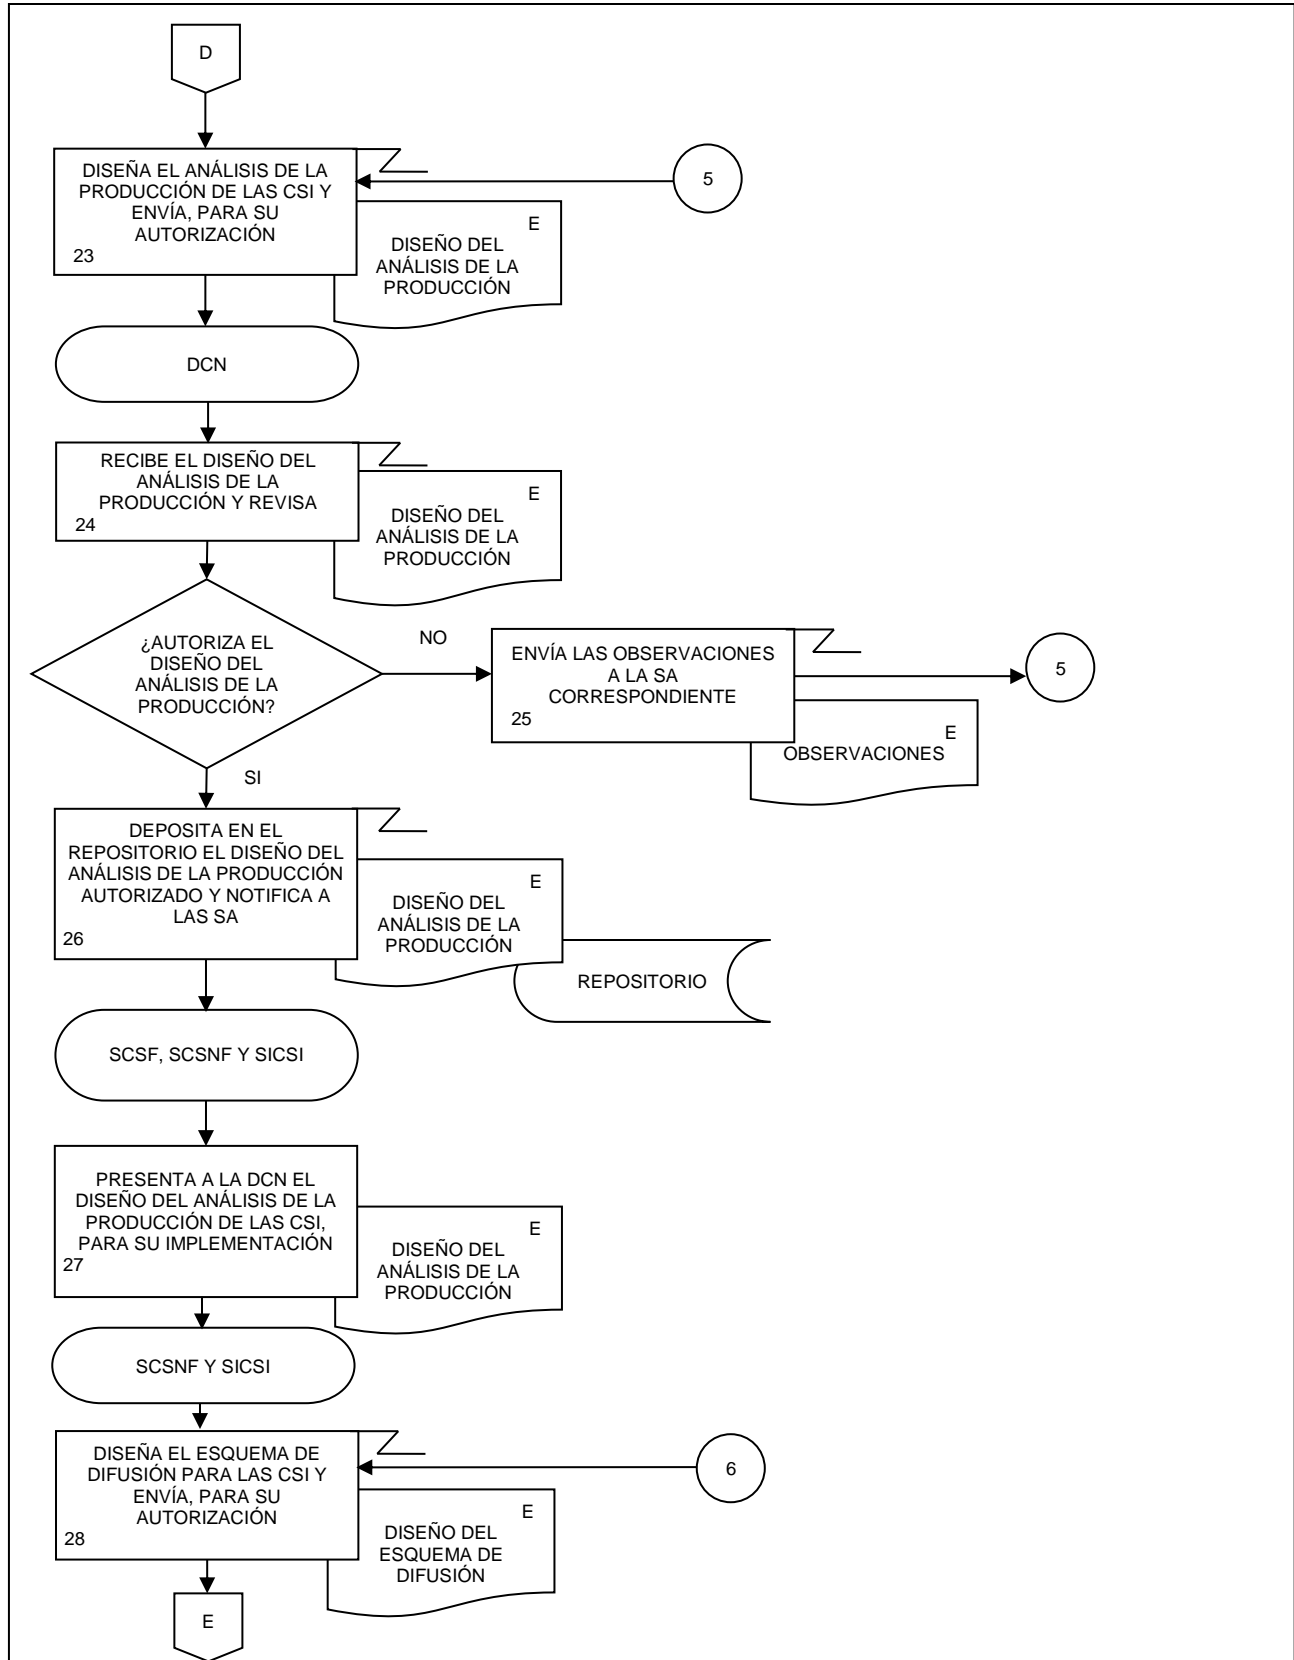 D
DISEÑA EL ANÁLISIS DE LA
PRODUCCIÓN DE LAS CSI Y
ENVÍA, PARA SU
AUTORIZACIÓN
23
5
E
DISEÑO DEL
ANÁLISIS DE LA
PRODUCCIÓN
DCN
RECIBE EL DISEÑO DEL
ANÁLISIS DE LA
PRODUCCIÓN Y REVISA
24
E
DISEÑO DEL
ANÁLISIS DE LA
PRODUCCIÓN
¿AUTORIZA EL
DISEÑO DEL
ANÁLISIS DE LA
PRODUCCIÓN?
NO
ENVÍA LAS OBSERVACIONES
A LA SA
CORRESPONDIENTE
25
5
E
OBSERVACIONES
SI
DEPOSITA EN EL
REPOSITORIO EL DISEÑO DEL
ANÁLISIS DE LA PRODUCCIÓN
AUTORIZADO Y NOTIFICA A
LAS SA
26
E
DISEÑO DEL
ANÁLISIS DE LA
PRODUCCIÓN
REPOSITORIO
SCSF, SCSNF Y SICSI
PRESENTA A LA DCN EL
DISEÑO DEL ANÁLISIS DE LA
PRODUCCIÓN DE LAS CSI,
PARA SU IMPLEMENTACIÓN
27
E
DISEÑO DEL
ANÁLISIS DE LA
PRODUCCIÓN
SCSNF Y SICSI
DISEÑA EL ESQUEMA DE
DIFUSIÓN PARA LAS CSI Y
ENVÍA, PARA SU
AUTORIZACIÓN
28
6
E
DISEÑO DEL
ESQUEMA DE
DIFUSIÓN
E